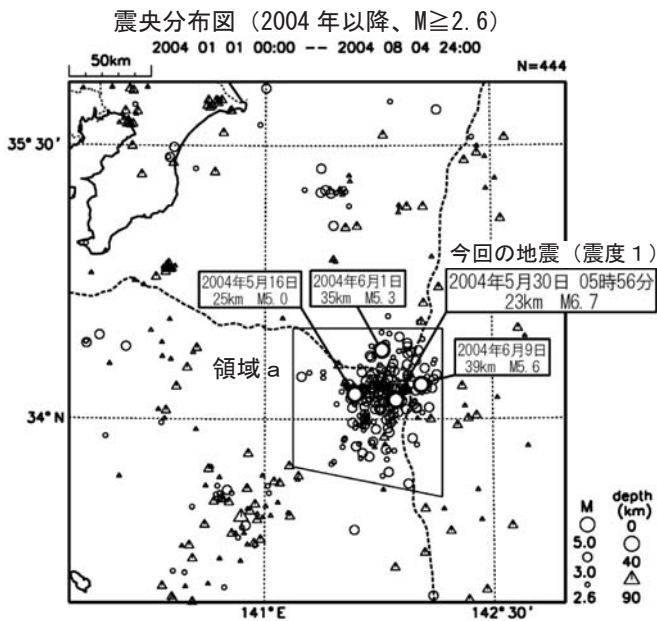 震央分布図（2004年以降、M≧2.6）
2004 01 01 00:00 -- 2004 08 04 24:00
50km
N=444
35°30'
今回の地震（震度１）
2004年5月16日
25km M5.0
2004年6月1日
35km M5.3
2004年5月30日 05時56分
23km M6.7
2004年6月9日
39km M5.6
領域ａ
34°N
M
5.0
3.0
2.6
depth
(km)
0
40
90
141°E
142°30'